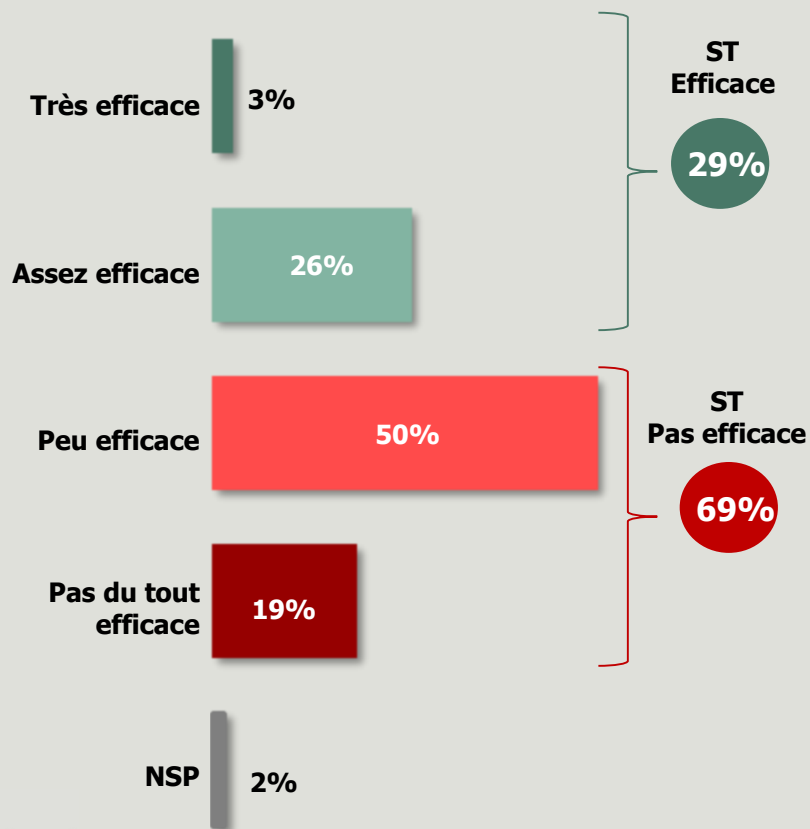 Très efficace
3%
Assez efficace
26%
ST
Efficace
29%
Peu efficace
50%
Pas du tout
efficace
19%
ST
Pas efficace
69%
NSP
2%